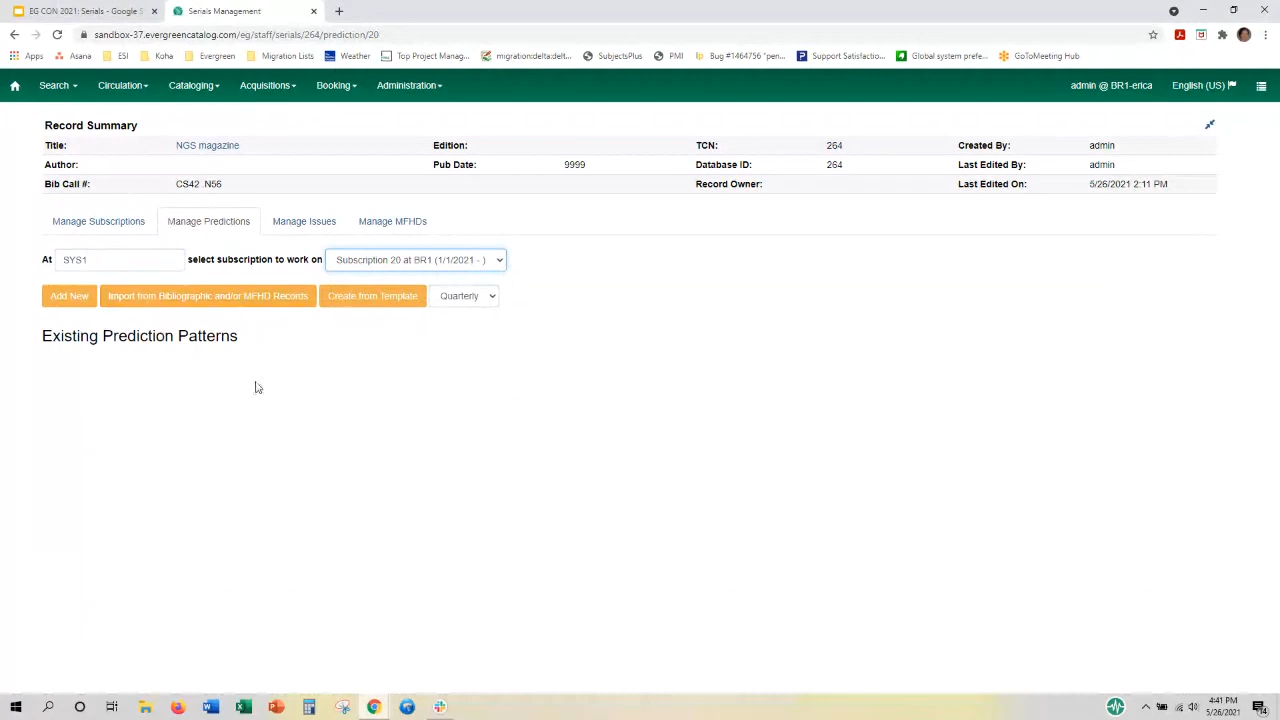 EG CON 2021: Serials - Google S
Serials Management
sandbox-37.evergreencatalog.com/eg/staff/serials/264/prediction/20
Apps Asana ESI Koha Evergreen Migration Lists Weather Top Project Manag... migration:delta:delt... SubjectsPlus PMI Bug #1464756 "pen... Support Satisfactio... Global system prefe... GoToMeeting Hub
Search Circulation Cataloging Acquisitions Booking Administration admin @ BR1-erica English (US)
Record Summary
Title: NGS magazine Edition: TCN: 264 Created By: admin
Author: Pub Date: 9999 Database ID: 264 Last Edited By: admin
Bib Call #: CS42 .N56 Record Owner: Last Edited On: 5/26/2021 2:11 PM
Manage Subscriptions Manage Predictions Manage Issues Manage MFHDs
At SYS1 select subscription to work on Subscription 20 at BR1 (1/1/2021 - )
Add New Import from Bibliographic and/or MFHD Records Create from Template Quarterly
Existing Prediction Patterns
4:41 PM
5/26/2021